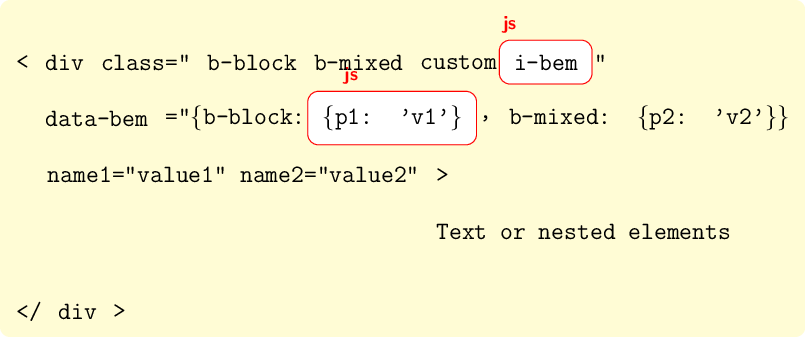 js
< div class=" b-block b-mixed custom i-bem "
js
data-bem ="{b-block: {p1: ’v1’} , b-mixed: {p2: ’v2’}}
name1="value1" name2="value2" >
Text or nested elements
</ div >